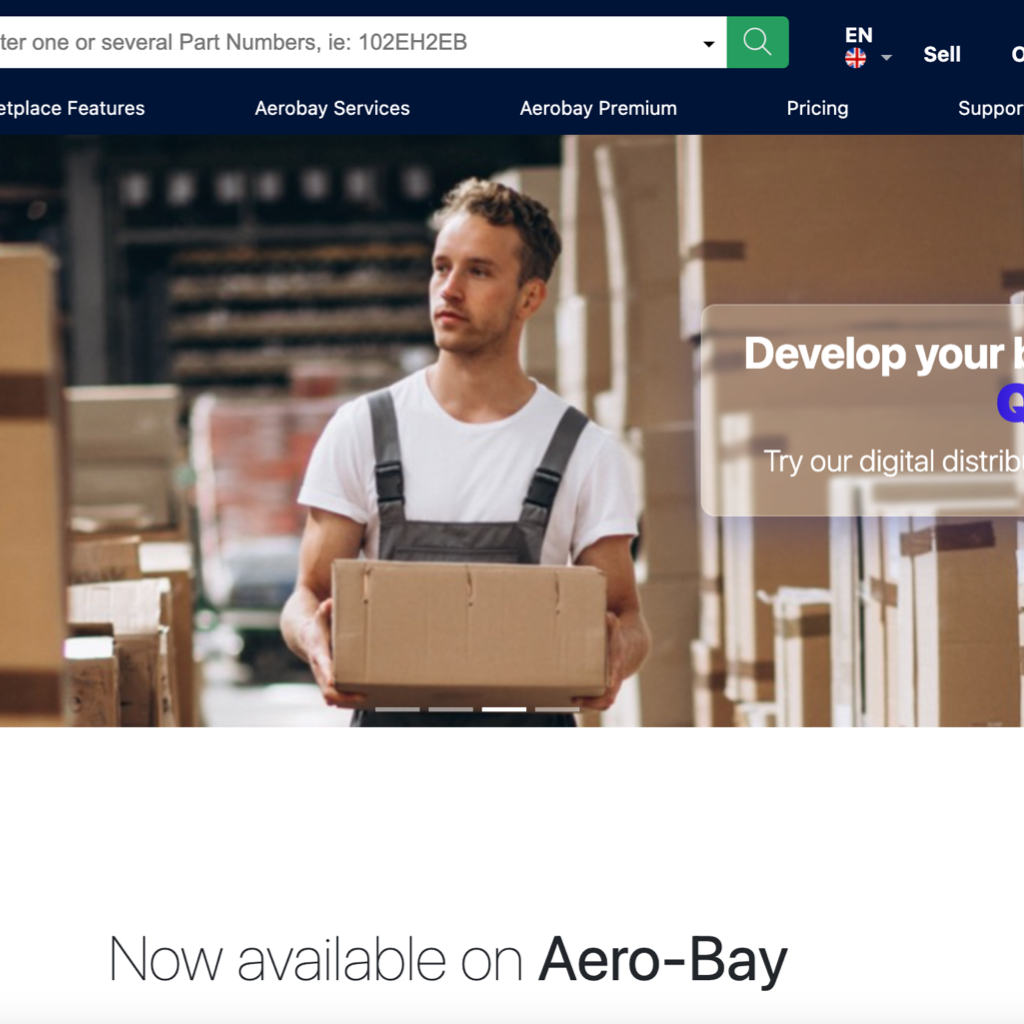 ter one or several Part Numbers, ie: 102EH2EB
EN
Sell
etplace Features
Aerobay Services
Aerobay Premium
Pricing
Suppor
Develop your b
Q
Try our digital distrib
Now available on Aero-Bay